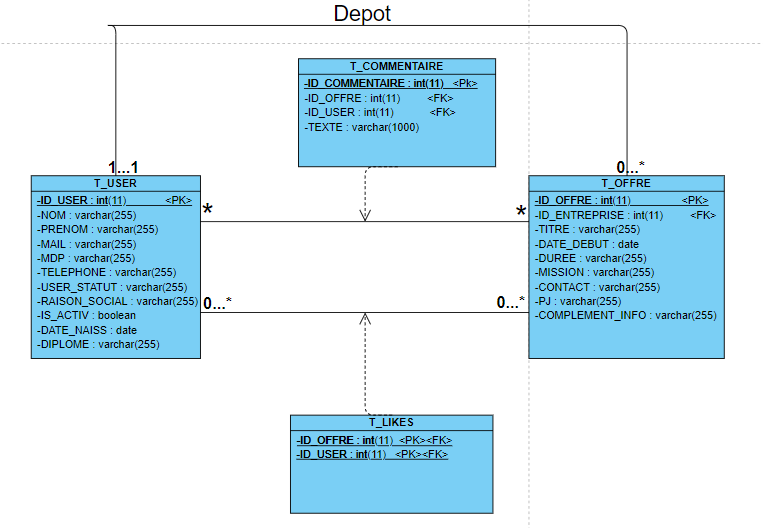 Depot
T_COMMENTAIRE
-ID_COMMENTAIRE : int(11) <Pk>
-ID_OFFRE : int(11) <FK>
-ID_USER : int(11) <FK>
-TEXTE : varchar(1000)
1...1
0...*
T_USER
-ID_USER : int(11) <PK>
-NOM : varchar(255)
-PRENOM : varchar(255)
-MAIL : varchar(255)
-MDP : varchar(255)
-TELEPHONE : varchar(255)
-USER_STATUT : varchar(255)
-RAISON_SOCIAL : varchar(255)
-IS_ACTIV : boolean
-DATE_NAISS : date
-DIPLOME : varchar(255)
*
*
0...*
0...*
T_OFFRE
-ID_OFFRE : int(11) <PK>
-ID_ENTREPRISE : int(11) <FK>
-TITRE : varchar(255)
-DATE_DEBUT : date
-DUREE : varchar(255)
-MISSION : varchar(255)
-CONTACT : varchar(255)
-PJ : varchar(255)
-COMPLEMENT_INFO : varchar(255)
T_LIKES
-ID_OFFRE : int(11) <PK><FK>
-ID_USER : int(11) <PK><FK>